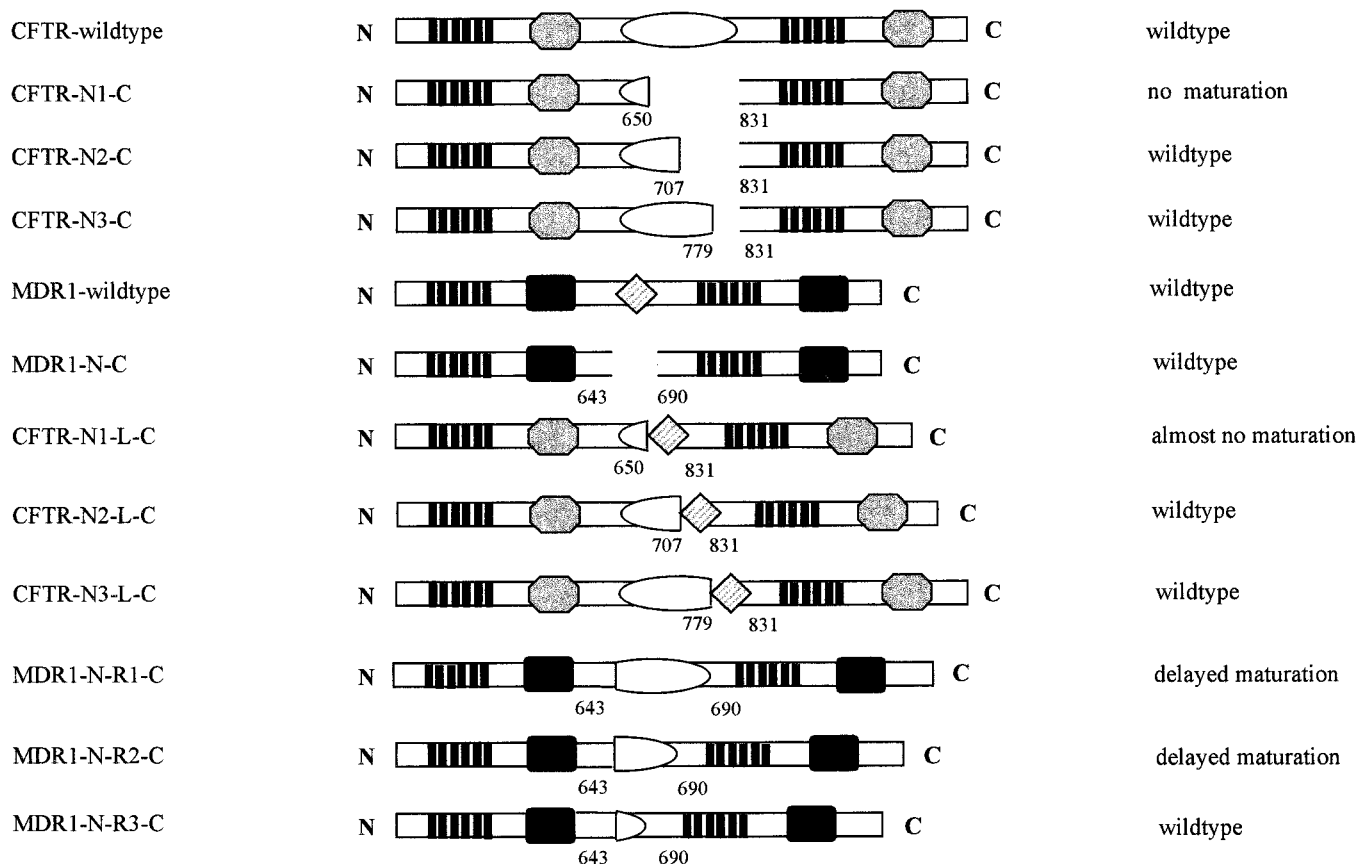 CFTR-wildtype N C wildtype
CFTR-N1-C N C no maturation
650 831
CFTR-N2-C N C wildtype
707 831
CFTR-N3-C N C wildtype
779 831
MDR1-wildtype N C wildtype
MDR1-N-C N C wildtype
643 690
CFTR-N1-L-C N C almost no maturation
650 831
CFTR-N2-L-C N C wildtype
707 831
CFTR-N3-L-C N C wildtype
779 831
MDR1-N-R1-C N C delayed maturation
643 690
MDR1-N-R2-C N C delayed maturation
643 690
MDR1-N-R3-C N C wildtype
643 690